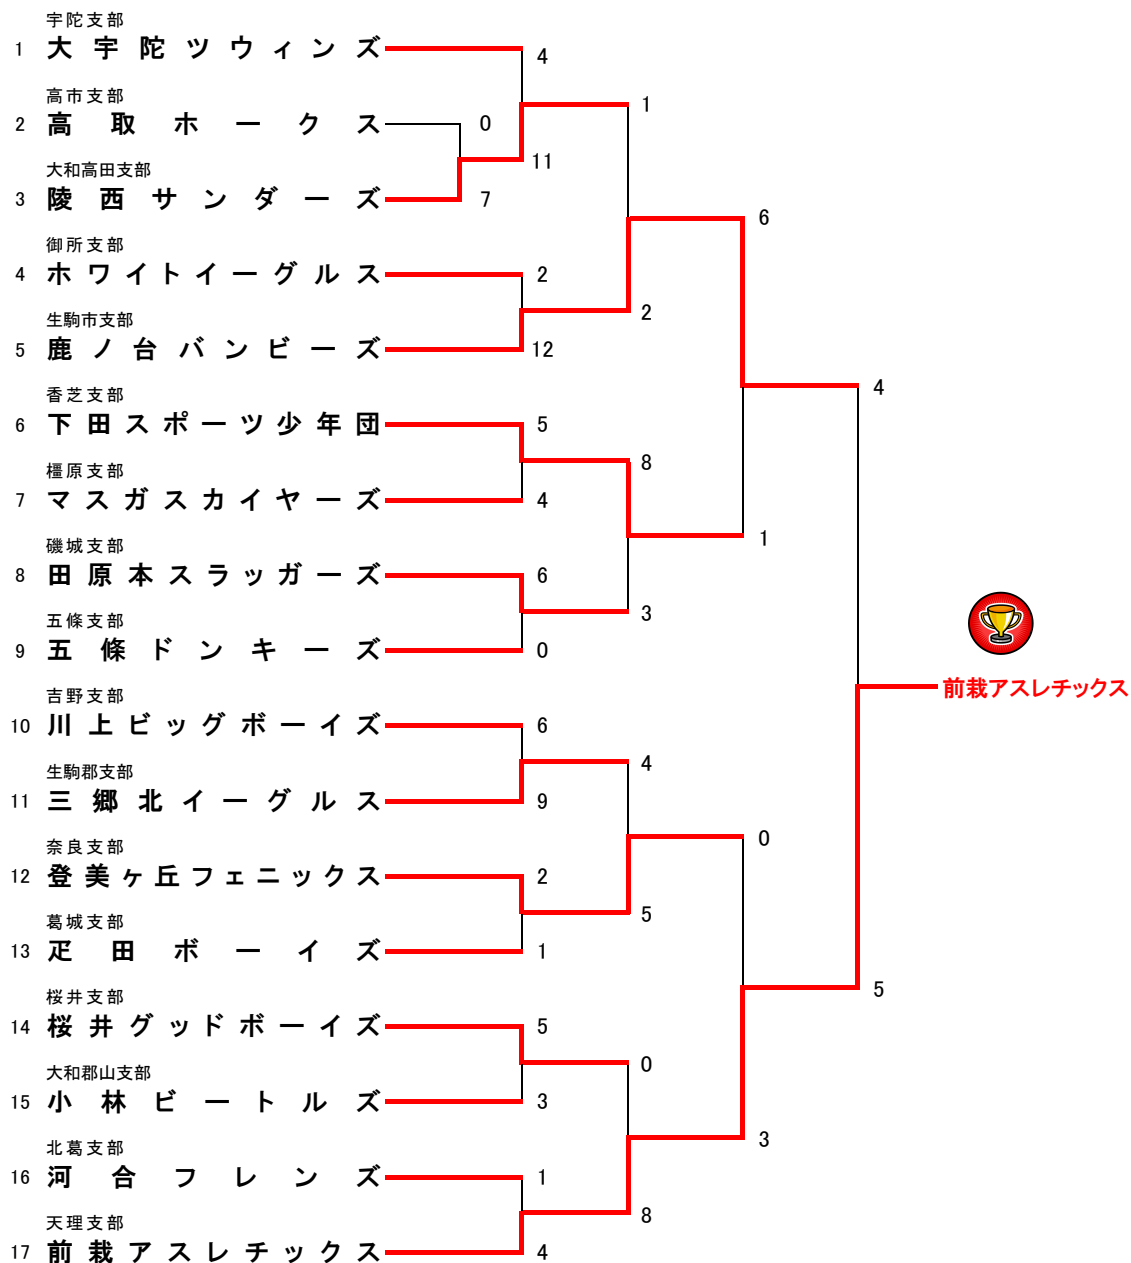 宇陀支部
1 大宇陀ツウィンズ
4
高市支部
2 高取ホークス
0
1
11
大和高田支部
3 陵西サンダーズ
7
6
御所支部
4 ホワイトイーグルス
2
2
生駒市支部
5 鹿ノ台バンビーズ
12
4
香芝支部
6 下田スポーツ少年団
5
8
橿原支部
7 マスガスカイヤーズ
4
1
磯城支部
8 田原本スラッガーズ
6
3
五條支部
9 五條ドンキーズ
0
前栽アスレチックス
吉野支部
10 川上ビッグボーイズ
6
4
生駒郡支部
11 三郷北イーグルス
9
0
奈良支部
12 登美ヶ丘フェニックス
2
5
葛城支部
13 疋田ボーイズ
1
5
桜井支部
14 桜井グッドボーイズ
5
0
大和郡山支部
15 小林ビートルズ
3
3
北葛支部
16 河合フレンズ
1
8
天理支部
17 前栽アスレチックス
4